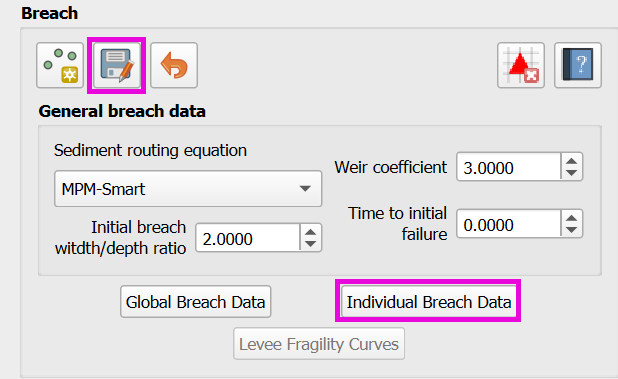 Breach
?
General breach data
Sediment routing equation
MPM-Smart
Weir coefficient
3.0000
Initial breach
witdth/depth ratio
2.0000
Time to initial
failure
0.0000
Global Breach Data
Individual Breach Data
Levee Fragility Curves